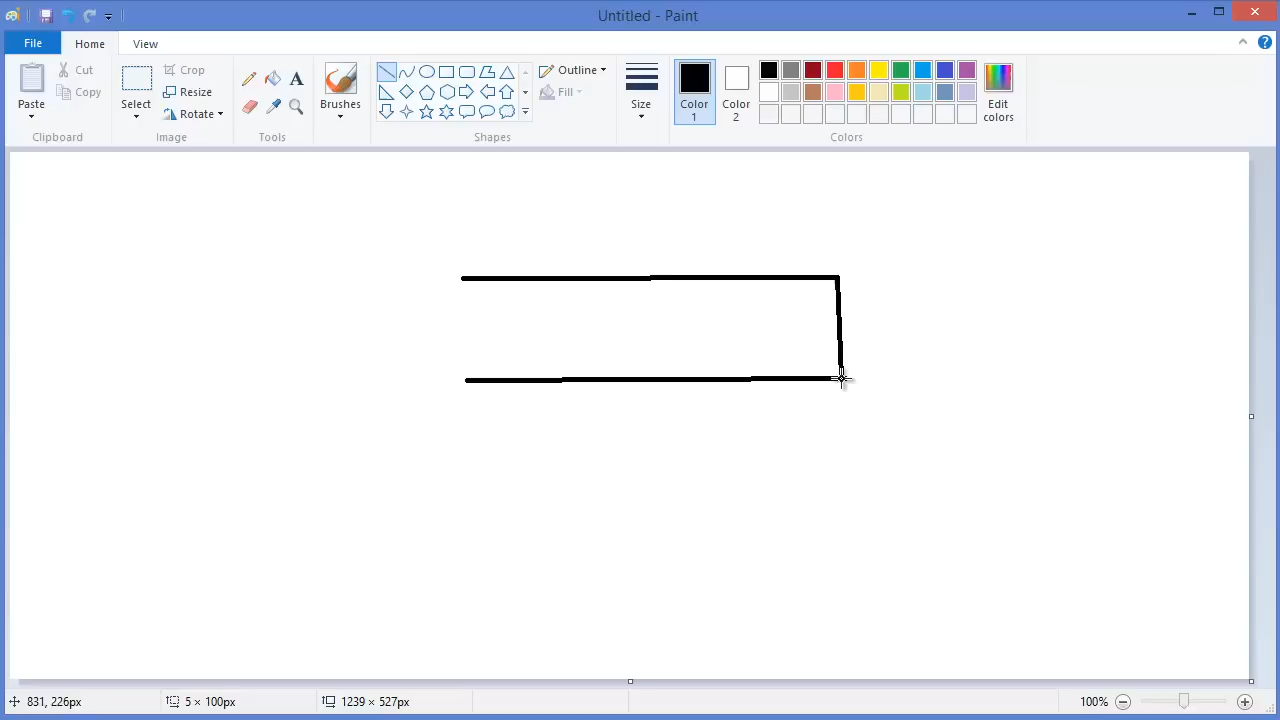 Untitled - Paint
File Home View
Cut Crop Outline
Copy Resize Fill
Paste Select Rotate Brushes Size Color 1 Color 2 Edit colors
Clipboard Image Tools Shapes Colors
831, 226px 5 × 100px 1239 × 527px 100%